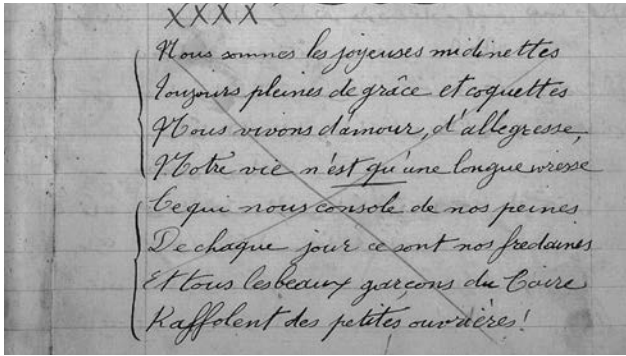 XXXX
Nous sommes les joyeuses midinettes
Toujours pleines de grâce et coquettes
Nous vivons d'amour, d'allegresse,
Notre vie n'est qu'une longue ivresse
Ce qui nous console de nos peines
De chaque jour ce sont nos fredaines
Et tous les beaux garçons du Caire
Raffolent des petites ouvrières!